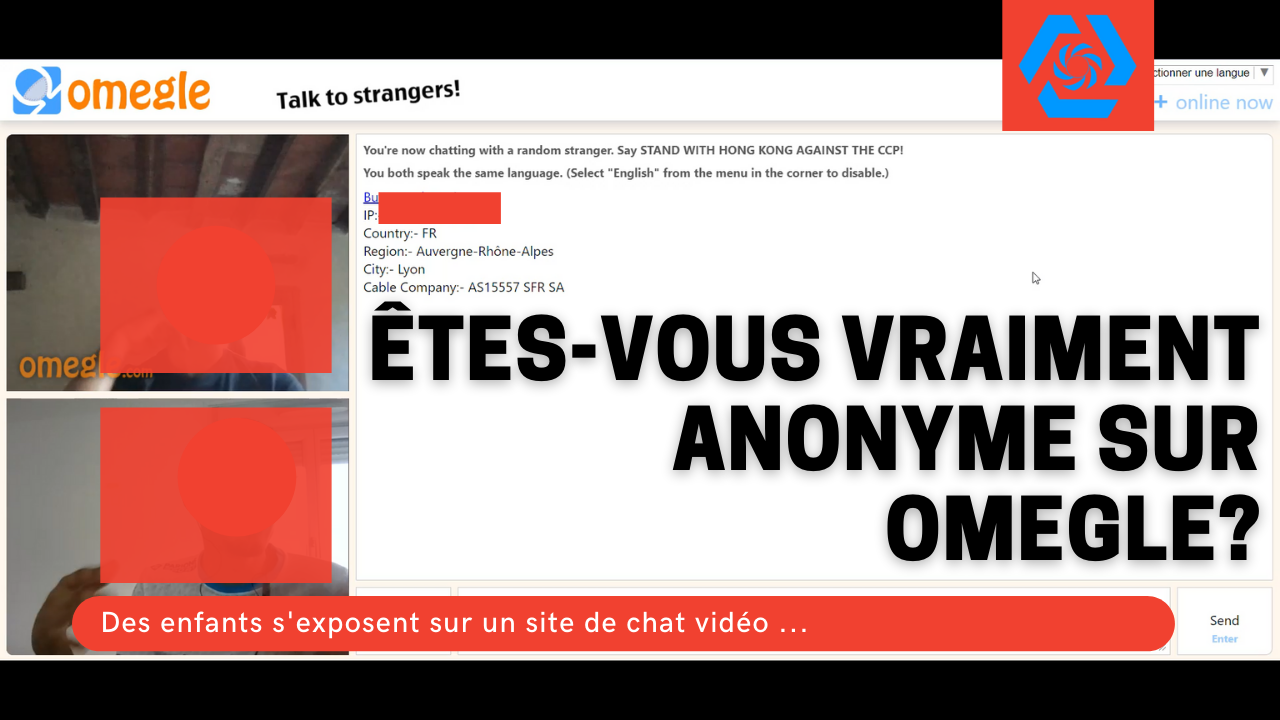 omegle
Talk to strangers!
ctionner une langue
+ online now
You're now chatting with a random stranger. Say STAND WITH HONG KONG AGAINST THE CCP!
You both speak the same language. (Select "English" from the menu in the corner to disable.)
Bu
IP:
Country:- FR
Region:- Auvergne-Rhône-Alpes
City:- Lyon
Cable Company:- AS15557 SFR SA
ÊTES-VOUS VRAIMENT
ANONYME SUR
OMEGLE?
omegle.com
Des enfants s'exposent sur un site de chat vidéo ...
Send
Enter